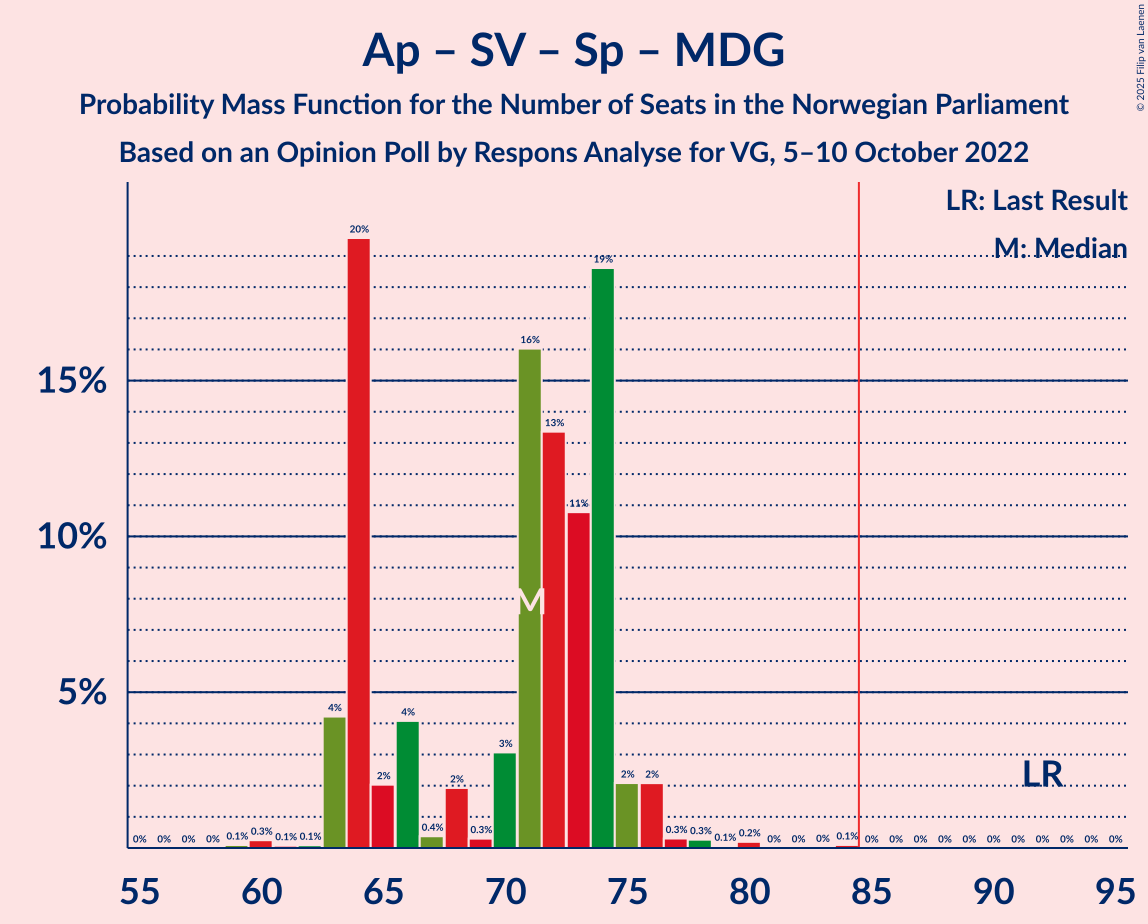 Ap – SV – Sp – MDG
Probability Mass Function for the Number of Seats in the Norwegian Parliament
Based on an Opinion Poll by Respons Analyse for VG, 5–10 October 2022
© 2025 Filip van Laenen
LR: Last Result
M: Median
15%
10%
5%
0% 0% 0% 0% 0.1% 0.3% 0.1% 0.1% 4% 20% 2% 4% 0.4% 2% 0.3% 3% 16% 13% 11% 19% 2% 2% 0.3% 0.3% 0.1% 0.2% 0% 0% 0% 0.1% 0% 0% 0% 0% 0% 0% 0% 0% 0% 0% 0%
M
LR
55 60 65 70 75 80 85 90 95